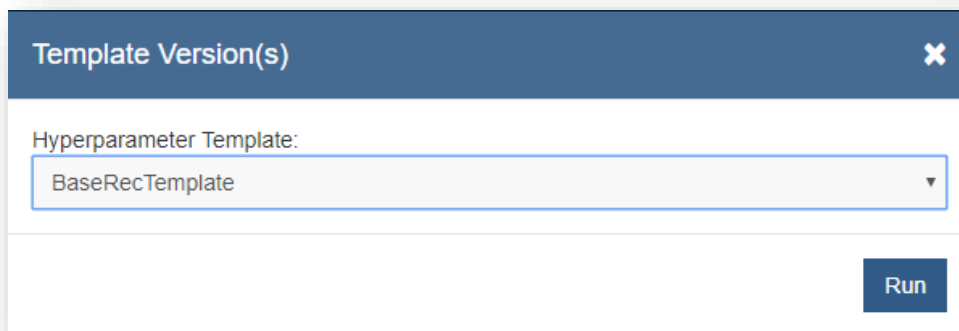 Template Version(s)
Hyperparameter Template:
BaseRecTemplate
Run